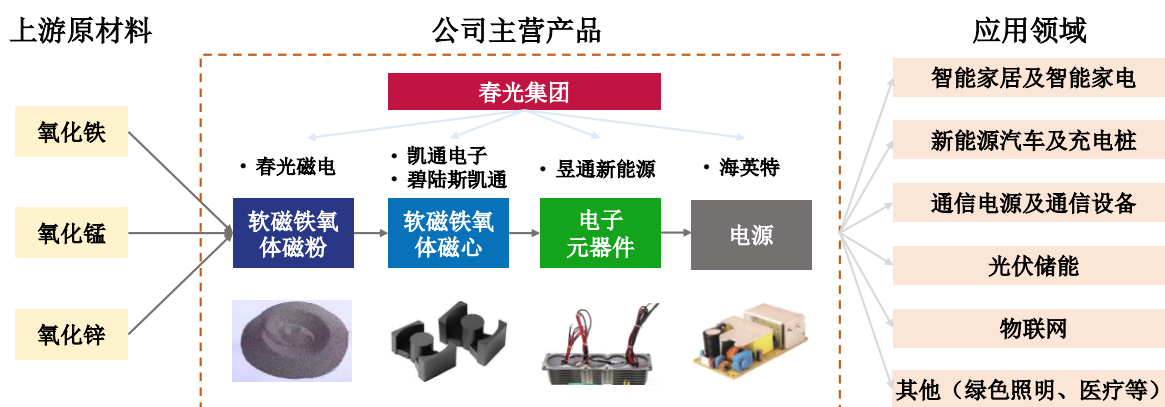 上游原材料
公司主营产品
应用领域
春光集团
氧化铁
氧化锰
氧化锌
• 春光磁电
• 凯通电子
• 碧陆斯凯通
• 昱通新能源
• 海英特
软磁铁氧
体磁粉
软磁铁氧
体磁心
电子
元器件
电源
智能家居及智能家电
新能源汽车及充电桩
通信电源及通信设备
光伏储能
物联网
其他（绿色照明、医疗等）